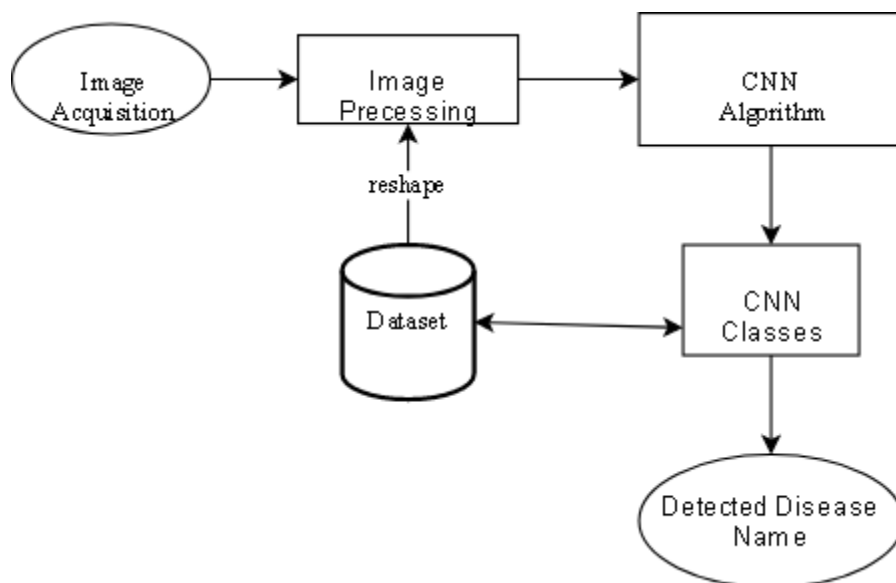 Image
Acquisition
Image
Precessing
CNN
Algorithm
reshape
Dataset
CNN
Classes
Detected Disease
Name